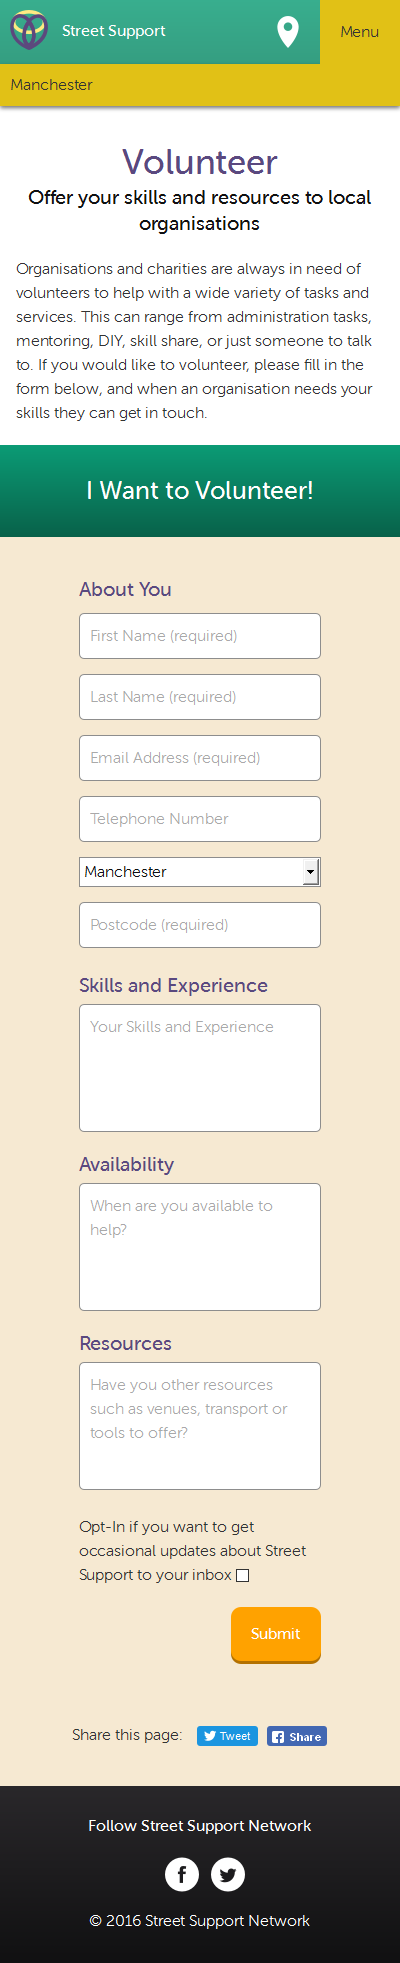 Street Support
Menu
Manchester
Volunteer
Offer your skills and resources to local
organisations
Organisations and charities are always in need of
volunteers to help with a wide variety of tasks and
services. This can range from administration tasks,
mentoring, DIY, skill share, or just someone to talk
to. If you would like to volunteer, please fill in the
form below, and when an organisation needs your
skills they can get in touch.
I Want to Volunteer!
About You
First Name (required)
Last Name (required)
Email Address (required)
Telephone Number
Manchester
Postcode (required)
Skills and Experience
Your Skills and Experience
Availability
When are you available to
help?
Resources
Have you other resources
such as venues, transport or
tools to offer?
Opt-In if you want to get
occasional updates about Street
Support to your inbox
Submit
Share this page: Tweet Share
Follow Street Support Network
© 2016 Street Support Network